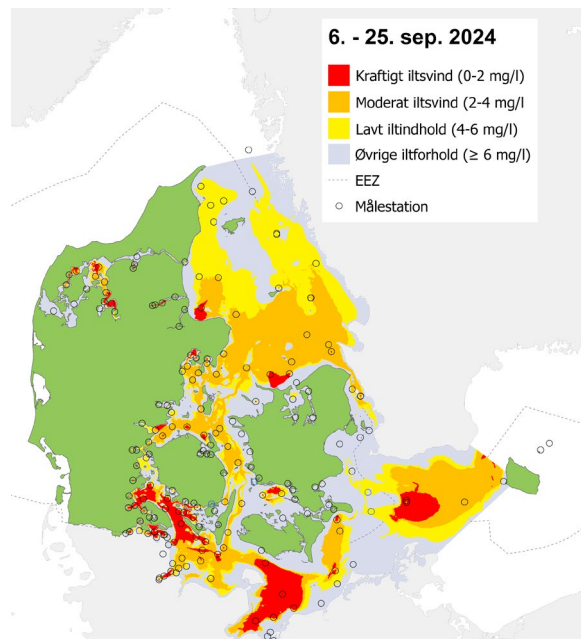 6. - 25. sep. 2024
Kraftigt iltsvind (0-2 mg/l)
Moderat iltsvind (2-4 mg/l
Lavt iltindhold (4-6 mg/l)
Øvrige iltforhold (≥ 6 mg/l)
EEZ
Målestation